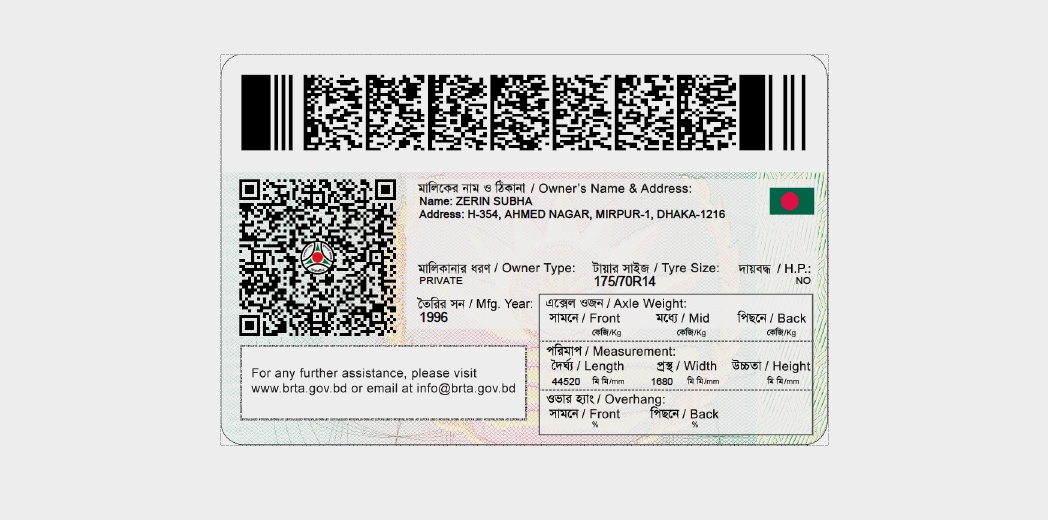 মালিকের নাম ও ঠিকানা / Owner's Name & Address:
Name: ZERIN SUBHA
Address: H-354, AHMED NAGAR, MIRPUR-1, DHAKA-1216
মালিকানার ধরণ / Owner Type: টায়ার সাইজ / Tyre Size: দায়বদ্ধ / H.P.:
PRIVATE 175/70R14 NO
তৈরির সন / Mfg. Year:
1996
এক্সেল ওজন / Axle Weight:
সামনে / Front মধ্যে / Mid পিছনে / Back
কেজি/Kg কেজি/Kg কেজি/Kg
পরিমাপ / Measurement:
দৈর্ঘ্য / Length প্রস্থ / Width উচ্চতা / Height
44520 মি মি/mm 1680 মি মি/mm মি মি/mm
ওভার হ্যাং / Overhang:
সামনে / Front পিছনে / Back
% %
For any further assistance, please visit
www.brta.gov.bd or email at info@brta.gov.bd